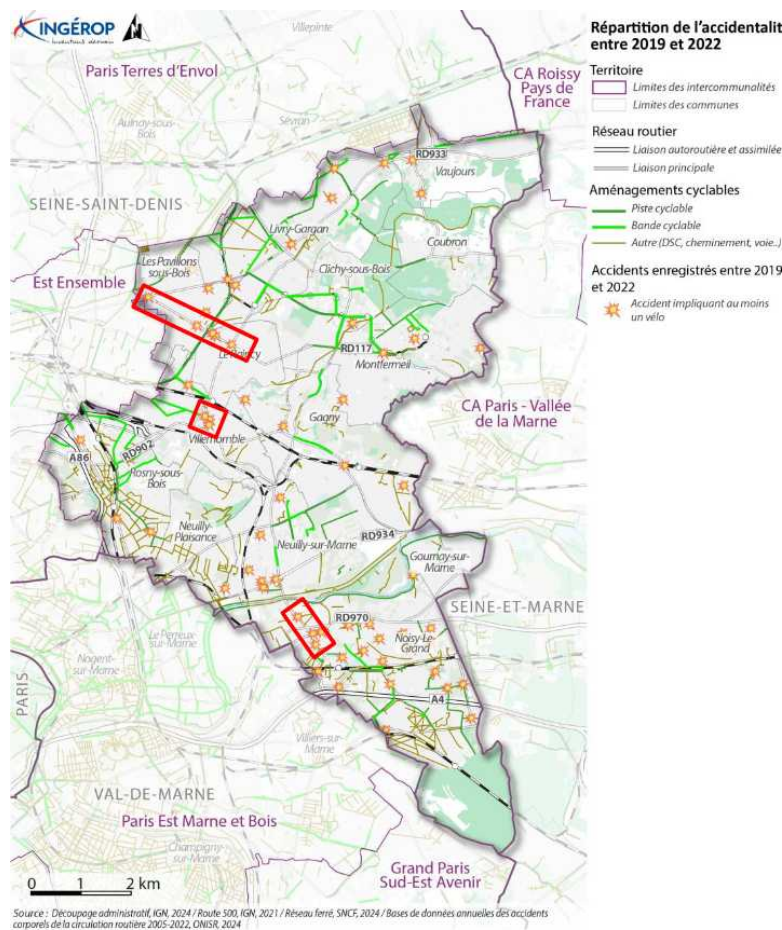 KINGÉROP
Inventons demain
N
Répartition de l'accidentalit
entre 2019 et 2022
Territoire
Limites des intercommunalités
Limites des communes
Réseau routier
Liaison autoroutière et assimilée
Liaison principale
Aménagements cyclables
Piste cyclable
Bande cyclable
Autre (DSC, cheminement, voie..)
Accidents enregistrés entre 2019
et 2022
Accident impliquant au moins
un vélo
Villepinte
Paris Terres d'Envol
CA Roissy
Pays de
France
Aulnay-sous-
Bois
Sevran
RD933
Vaujours
SEINE-SAINT-DENIS
Livry-Gargan
Coubron
Les Pavillons
sous-Bois
Clichy-sous-Bois
Est Ensemble
Le Raincy
RD117
Montfermeil
CA Paris - Vallée
de la Marne
Gagny
Villemomble
RD902
A86
Rosny-sous-
Bois
Neuilly-
Plaisance
Neuilly-sur-Marne
RD934
Gournay-sur-
Marne
SEINE-ET-MARNE
RD970
Le Perreux
sur-Marne
Noisy-Le-
Grand
Nogent-
sur-Marne
PARIS
A4
Villiers-sur-
Marne
VAL-DE-MARNE
Paris Est Marne et Bois
Champigny
sur-Marne
Grand Paris
Sud-Est Avenir
0 1 2 km
Source : Découpage administratif, IGN, 2024 / Route 500, IGN, 2021 / Réseau ferré, SNCF, 2024 / Bases de données annuelles des accidents
corporels de la circulation routière 2005-2022, ONISR, 2024